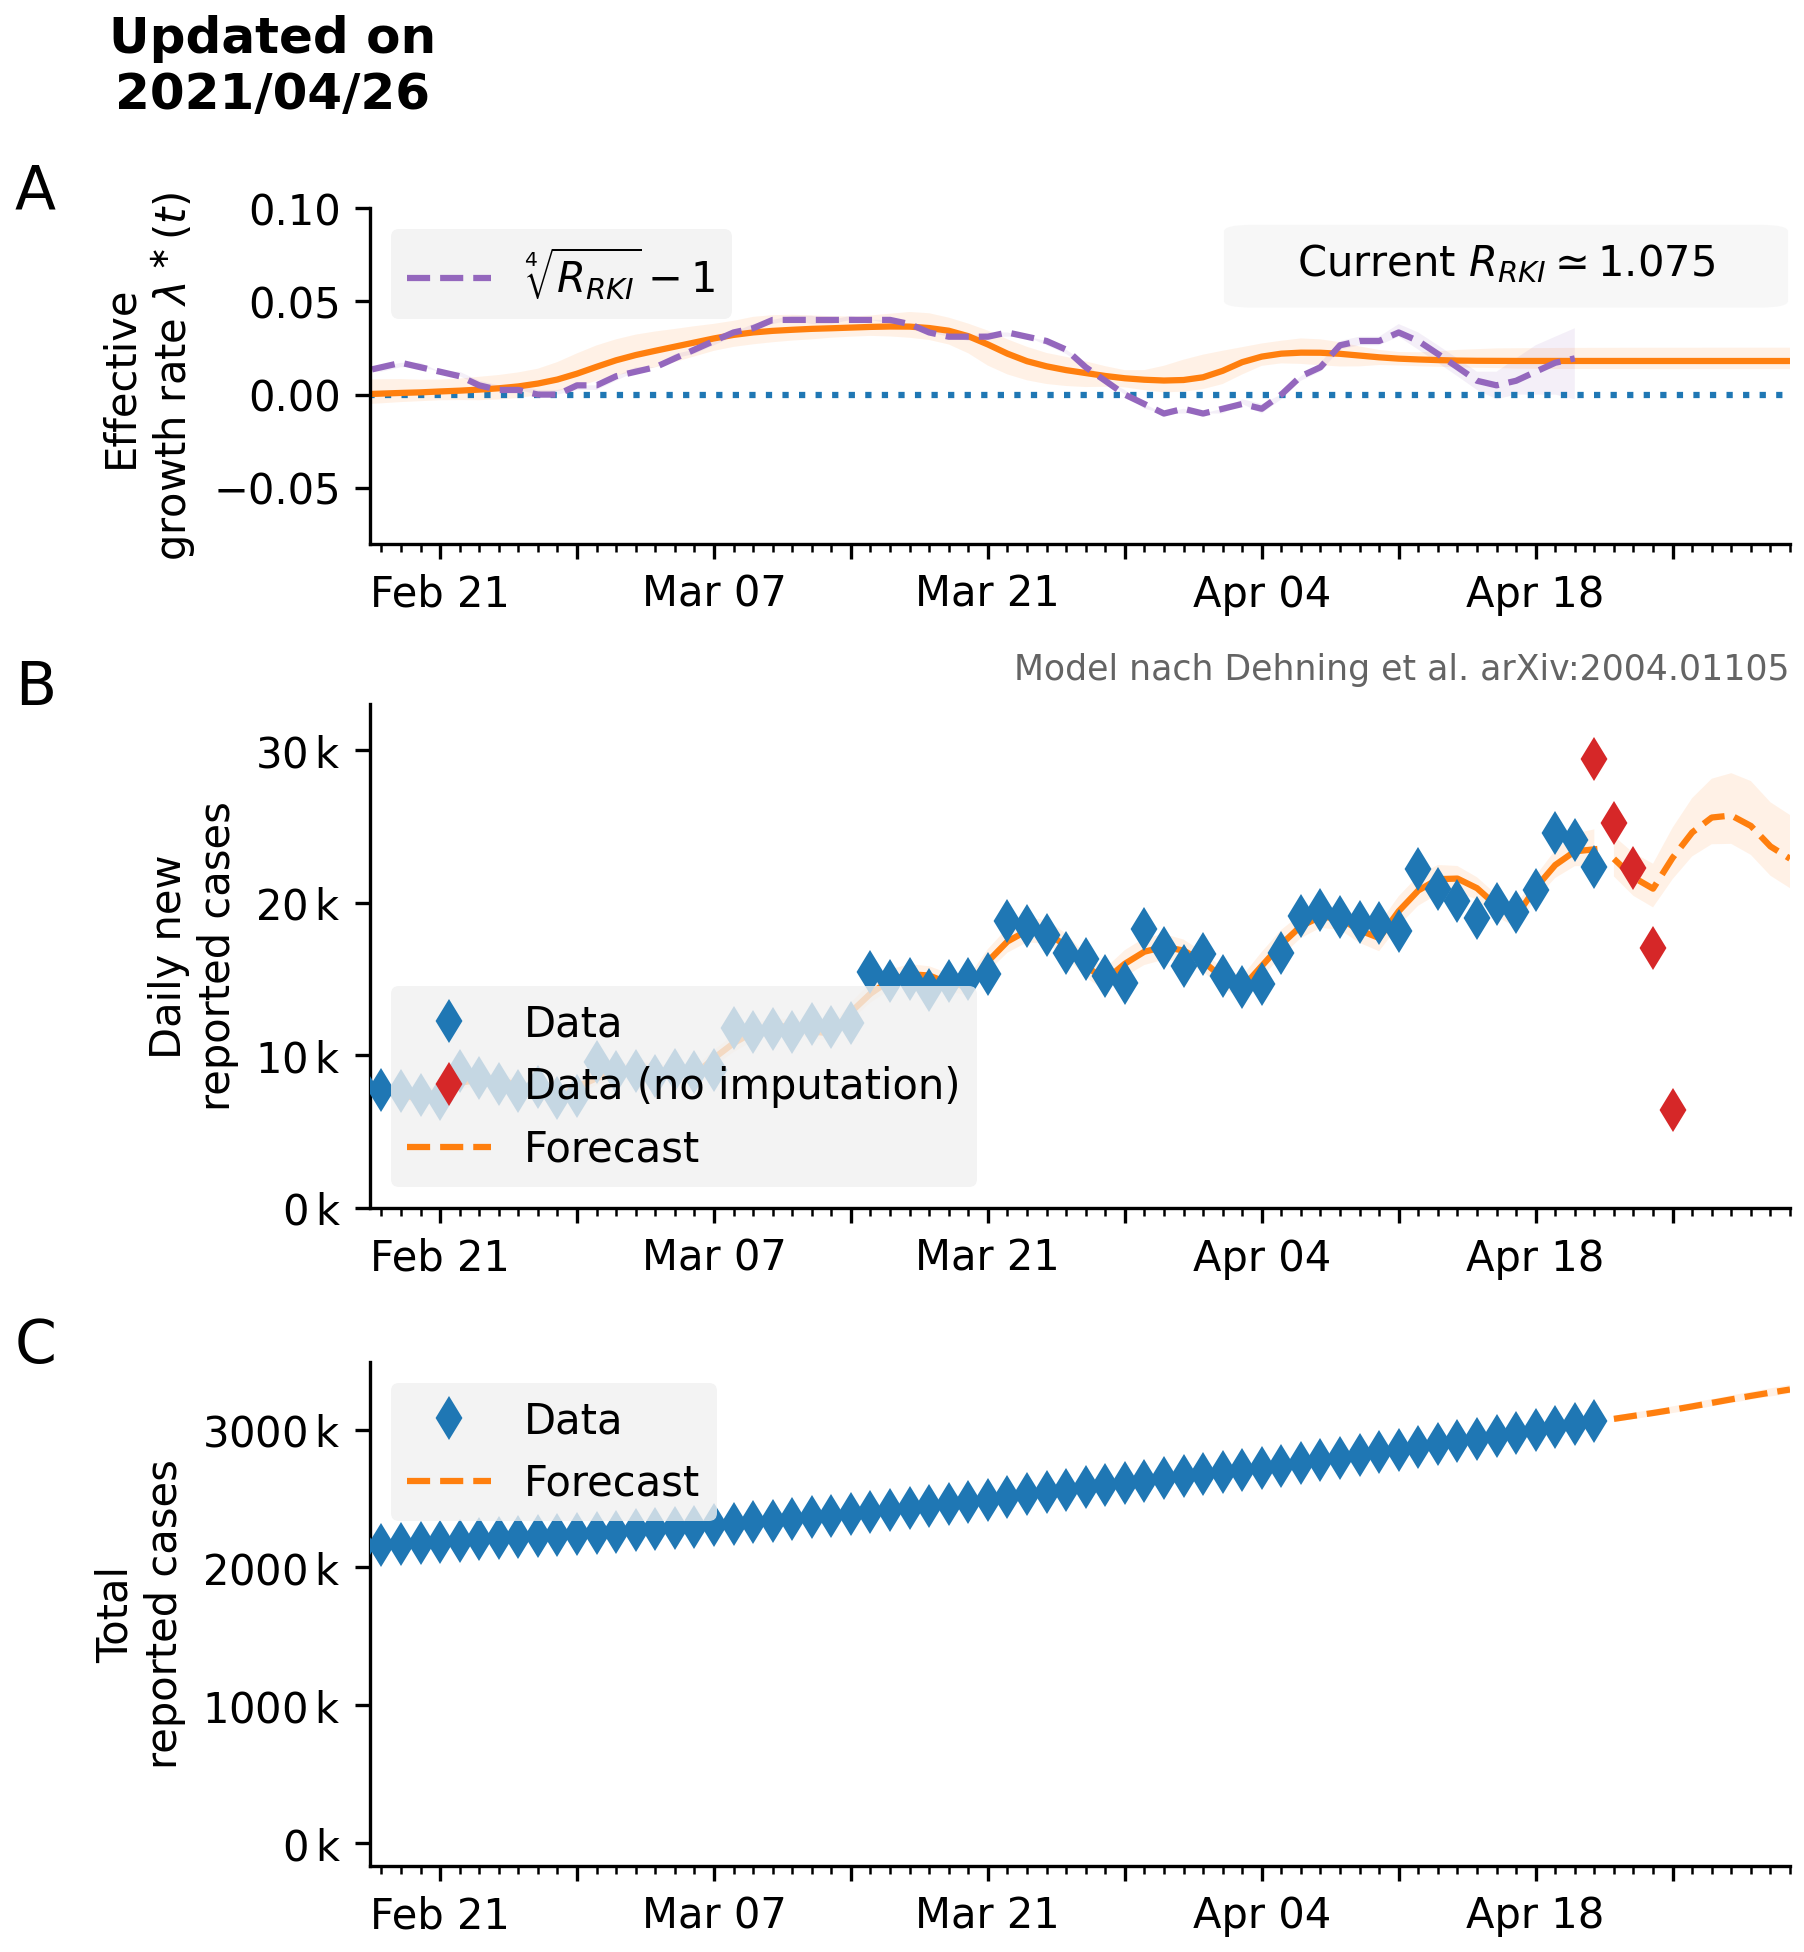 Updated on
2021/04/26
A
Effective
growth rate λ * (t)
0.10
0.05
0.00
−0.05
∜R_RKI − 1
Current R_RKI ≃ 1.075
Feb 21 Mar 07 Mar 21 Apr 04 Apr 18
B
Model nach Dehning et al. arXiv:2004.01105
Daily new
reported cases
30 k
20 k
10 k
0 k
Data
Data (no imputation)
Forecast
Feb 21 Mar 07 Mar 21 Apr 04 Apr 18
C
Total
reported cases
3000 k
2000 k
1000 k
0 k
Data
Forecast
Feb 21 Mar 07 Mar 21 Apr 04 Apr 18